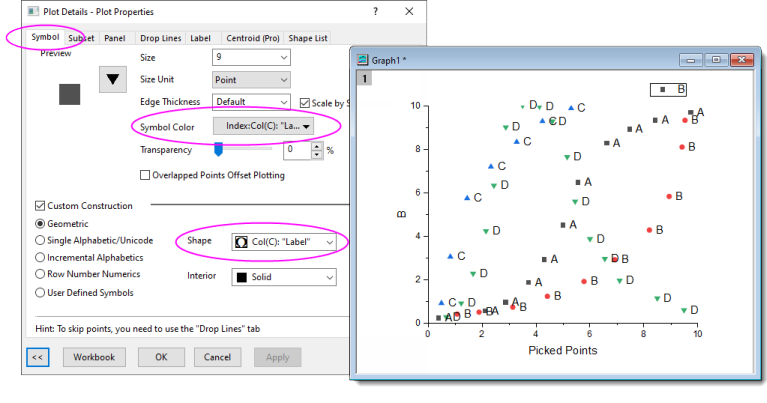 Plot Details - Plot Properties
? ×
Symbol Subset Panel Drop Lines Label Centroid (Pro) Shape List
Preview
Size 9
Size Unit Point
Edge Thickness Default Scale by S
Symbol Color Index:Col(C): "La...
Transparency 0 %
Overlapped Points Offset Plotting
Custom Construction
Geometric
Single Alphabetic/Unicode
Incremental Alphabetics
Row Number Numerics
User Defined Symbols
Shape Ω Col(C): "Label"
Interior Solid
Hint: To skip points, you need to use the "Drop Lines" tab
<< Workbook OK Cancel Apply
Graph1 *
1
B
10
8
6
4
2
0
B
D D C
A
C D A B
D A
C D A
D B
C A
D
C D B
D A B
D
C A D B
D A D B
A D B
C D A B D
A D B B A B D
0 2 4 6 8 10
Picked Points